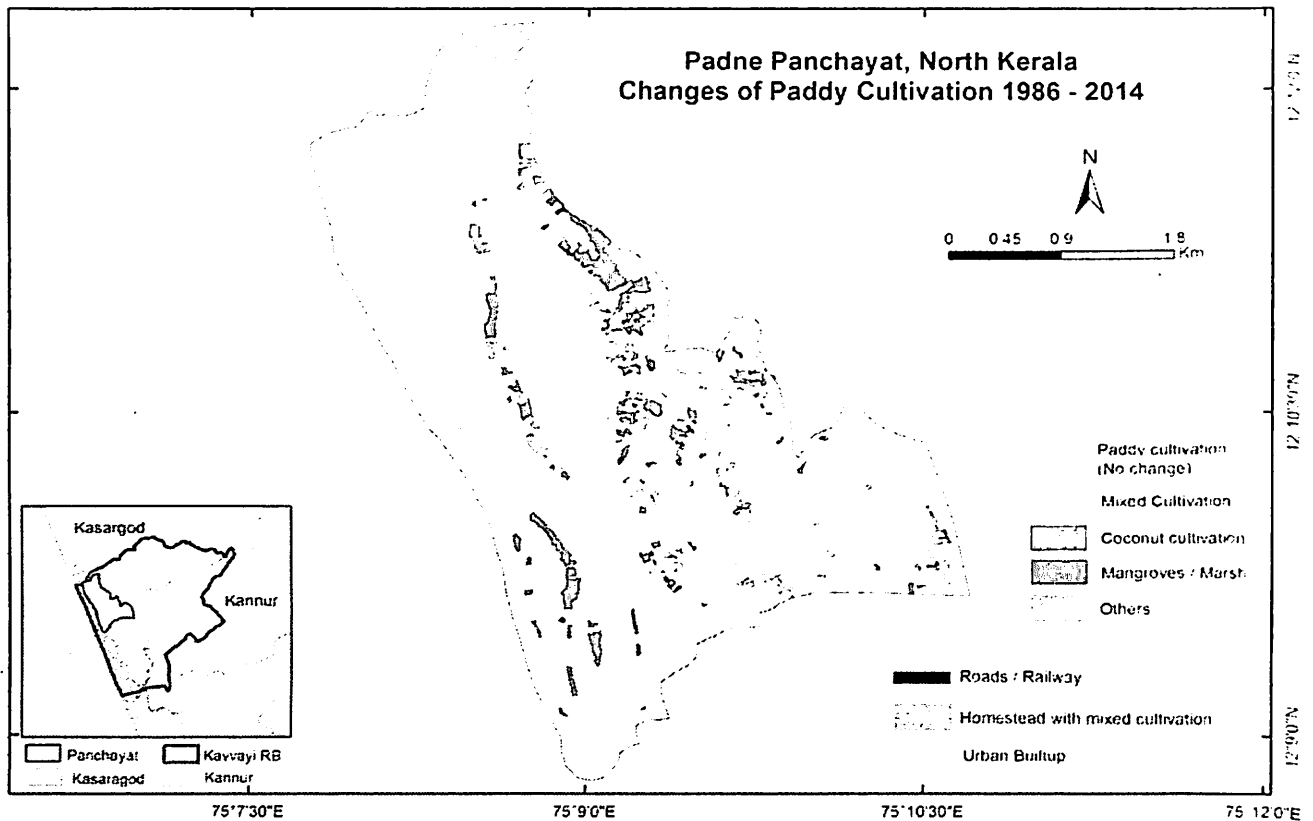 Padne Panchayat, North Kerala
Changes of Paddy Cultivation 1986 - 2014
N
0 0.45 0.9 1.8
Km
Paddy cultivation
(No change)
Mixed Cultivation
Coconut cultivation
Mangroves / Marsh
Others
Roads / Railway
Homestead with mixed cultivation
Urban Builtup
Kasargod
Kannur
Panchayat Kavvayi RB
Kasaragod Kannur
12°10'30"N
12°9'0"N
75°7'30"E 75°9'0"E 75°10'30"E 75°12'0"E